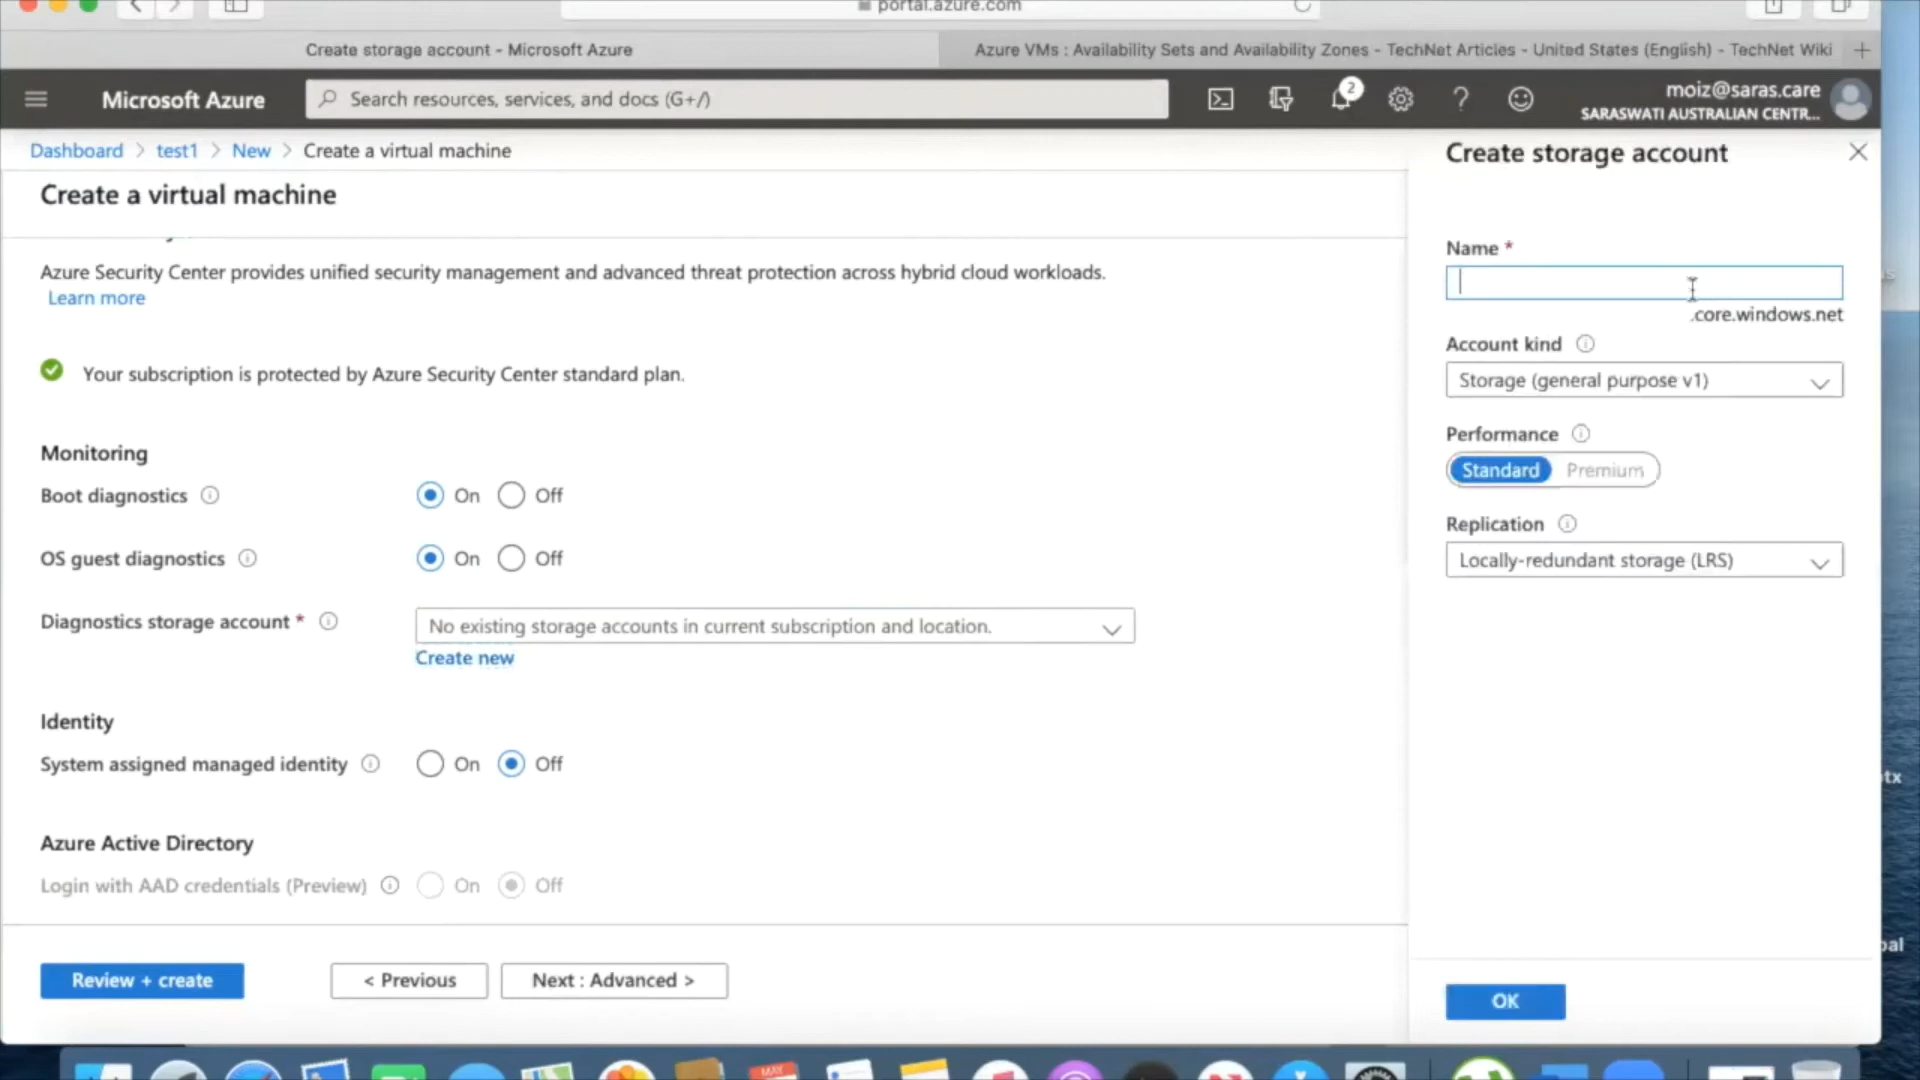 portal.azure.com
Create storage account - Microsoft Azure
Azure VMs : Availability Sets and Availability Zones - TechNet Articles - United States (English) - TechNet Wiki
Microsoft Azure
Search resources, services, and docs (G+/)
2
moiz@saras.care
SARASWATI AUSTRALIAN CENTR...
Dashboard > test1 > New > Create a virtual machine
Create a virtual machine
Azure Security Center provides unified security management and advanced threat protection across hybrid cloud workloads.
Learn more
Your subscription is protected by Azure Security Center standard plan.
Monitoring
Boot diagnostics
On
Off
OS guest diagnostics
On
Off
Diagnostics storage account *
No existing storage accounts in current subscription and location.
Create new
Identity
System assigned managed identity
On
Off
Azure Active Directory
Login with AAD credentials (Preview)
On
Off
Review + create
< Previous
Next : Advanced >
Create storage account
Name *
.core.windows.net
Account kind
Storage (general purpose v1)
Performance
Standard
Premium
Replication
Locally-redundant storage (LRS)
OK
MAY